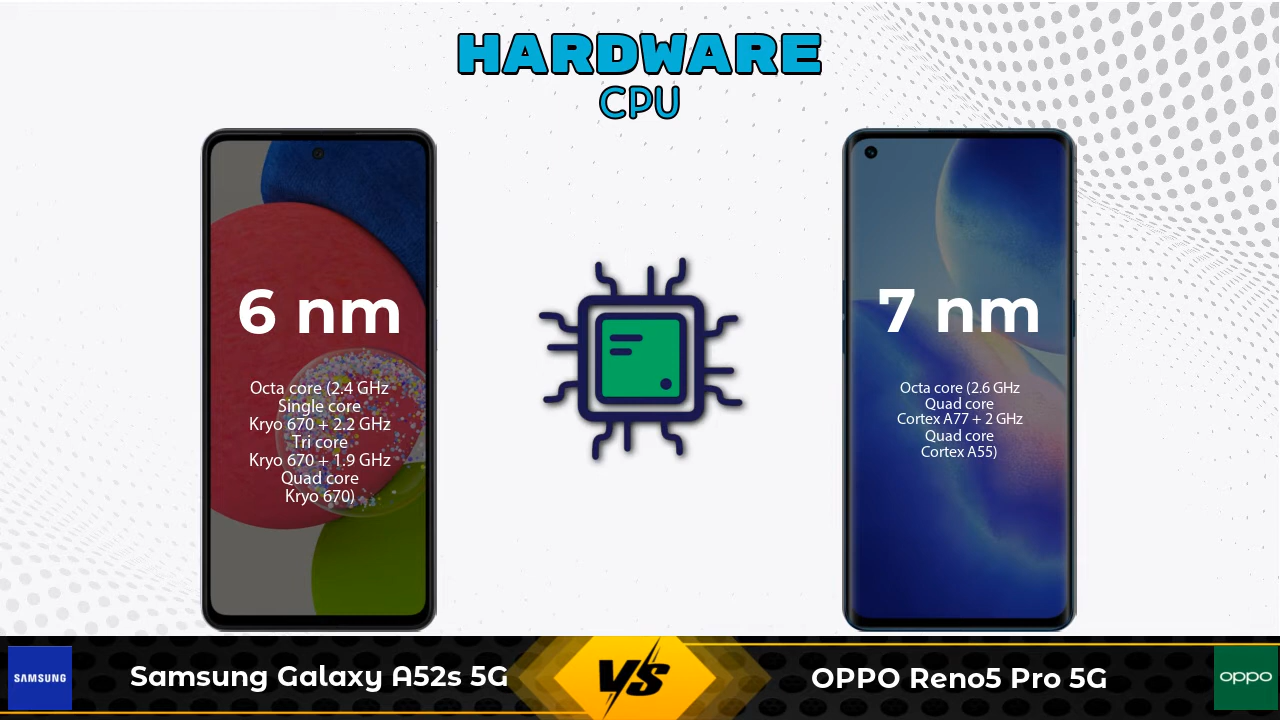 HARDWARE
CPU
6 nm
Octa core (2.4 GHz
Single core
Kryo 670 + 2.2 GHz
Tri core
Kryo 670 + 1.9 GHz
Quad core
Kryo 670)
7 nm
Octa core (2.6 GHz
Quad core
Cortex A77 + 2 GHz
Quad core
Cortex A55)
SAMSUNG
Samsung Galaxy A52s 5G
VS
OPPO Reno5 Pro 5G
oppo